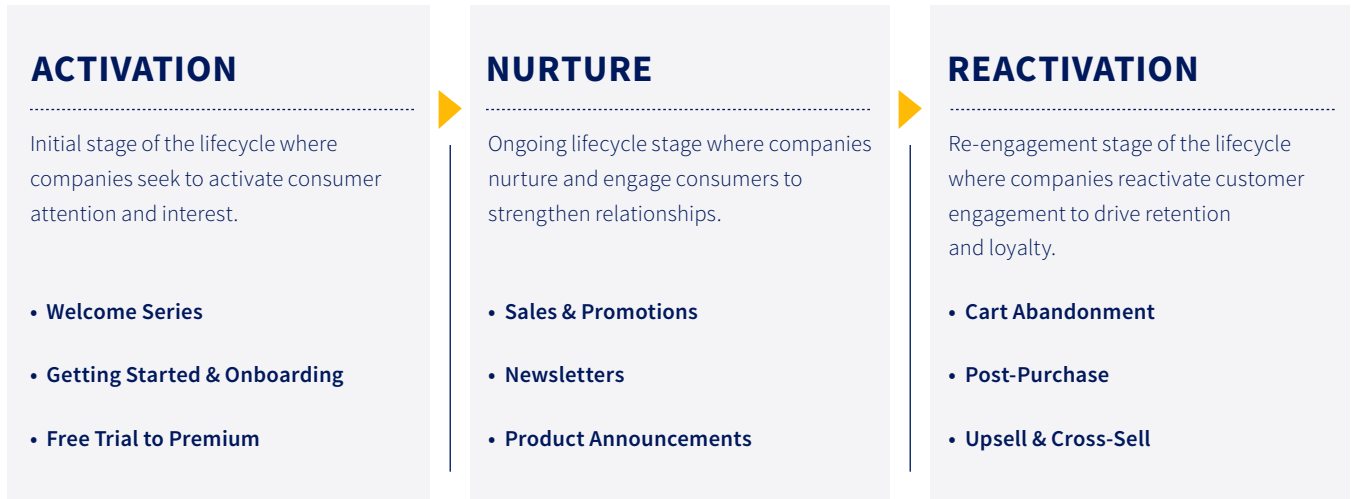 ACTIVATION
Initial stage of the lifecycle where
companies seek to activate consumer
attention and interest.
• Welcome Series
• Getting Started & Onboarding
• Free Trial to Premium
NURTURE
Ongoing lifecycle stage where companies
nurture and engage consumers to
strengthen relationships.
• Sales & Promotions
• Newsletters
• Product Announcements
REACTIVATION
Re-engagement stage of the lifecycle
where companies reactivate customer
engagement to drive retention
and loyalty.
• Cart Abandonment
• Post-Purchase
• Upsell & Cross-Sell